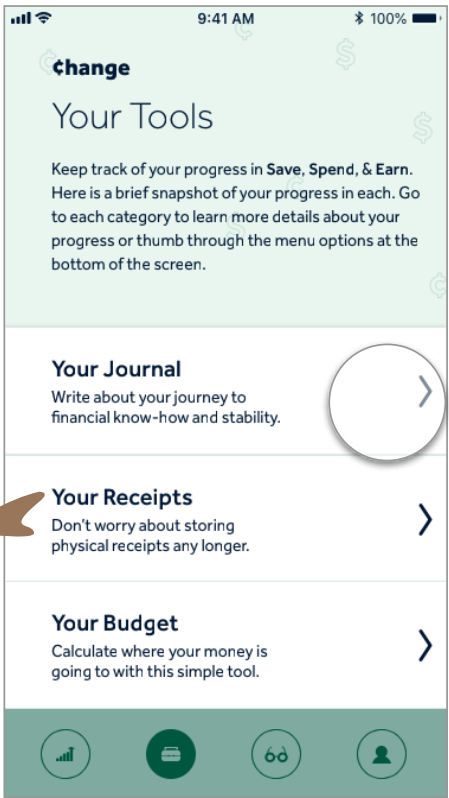 9:41 AM
100%
¢hange
Your Tools
Keep track of your progress in Save, Spend, & Earn.
Here is a brief snapshot of your progress in each. Go
to each category to learn more details about your
progress or thumb through the menu options at the
bottom of the screen.
Your Journal
Write about your journey to
financial know-how and stability.
Your Receipts
Don't worry about storing
physical receipts any longer.
Your Budget
Calculate where your money is
going to with this simple tool.